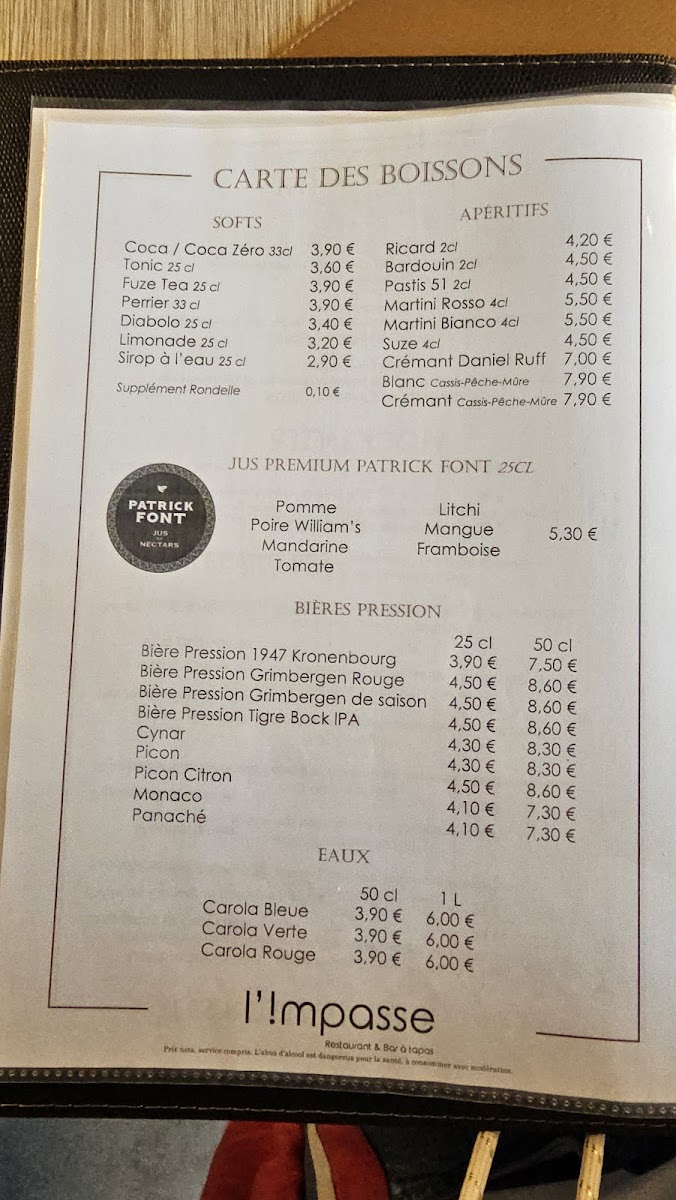 CARTE DES BOISSONS
SOFTS
Coca / Coca Zéro 33cl 3,90 €
Tonic 25 cl 3,60 €
Fuze Tea 25 cl 3,90 €
Perrier 33 cl 3,90 €
Diabolo 25 cl 3,40 €
Limonade 25 cl 3,20 €
Sirop à l'eau 25 cl 2,90 €
Supplément Rondelle 0,10 €
APÉRITIFS
Ricard 2cl 4,20 €
Bardouin 2cl 4,50 €
Pastis 51 2cl 4,50 €
Martini Rosso 4cl 5,50 €
Martini Bianco 4cl 5,50 €
Suze 4cl 4,50 €
Crémant Daniel Ruff 7,00 €
Blanc Cassis-Pêche-Mûre 7,90 €
Crémant Cassis-Pêche-Mûre 7,90 €
JUS PREMIUM PATRICK FONT 25CL
PATRICK
FONT
JUS
NECTARS
Pomme
Poire William's
Mandarine
Tomate
Litchi
Mangue
Framboise
5,30 €
BIÈRES PRESSION
25 cl 50 cl
Bière Pression 1947 Kronenbourg 3,90 € 7,50 €
Bière Pression Grimbergen Rouge 4,50 € 8,60 €
Bière Pression Grimbergen de saison 4,50 € 8,60 €
Bière Pression Tigre Bock IPA 4,50 € 8,60 €
Cynar 4,30 € 8,30 €
Picon 4,30 € 8,30 €
Picon Citron 4,50 € 8,60 €
Monaco 4,10 € 7,30 €
Panaché 4,10 € 7,30 €
EAUX
50 cl 1 L
Carola Bleue 3,90 € 6,00 €
Carola Verte 3,90 € 6,00 €
Carola Rouge 3,90 € 6,00 €
l'!mpasse
Restaurant & Bar à tapas
Prix nets, service compris. L'abus d'alcool est dangereux pour la santé, à consommer avec modération.